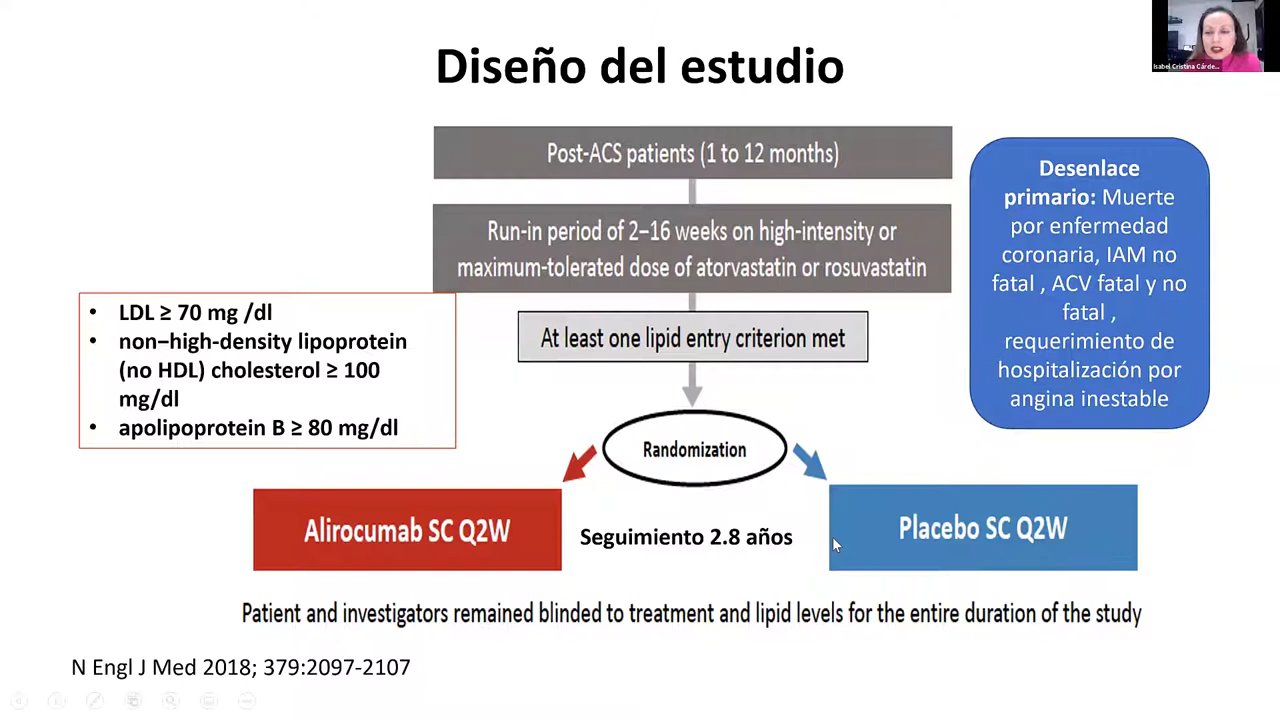 Diseño del estudio
Isabel Cristina Cárde...
Post-ACS patients (1 to 12 months)
Run-in period of 2–16 weeks on high-intensity or
maximum-tolerated dose of atorvastatin or rosuvastatin
• LDL ≥ 70 mg /dl
• non–high-density lipoprotein
(no HDL) cholesterol ≥ 100
mg/dl
• apolipoprotein B ≥ 80 mg/dl
At least one lipid entry criterion met
Desenlace
primario: Muerte
por enfermedad
coronaria, IAM no
fatal , ACV fatal y no
fatal ,
requerimiento de
hospitalización por
angina inestable
Randomization
Alirocumab SC Q2W
Seguimiento 2.8 años
Placebo SC Q2W
Patient and investigators remained blinded to treatment and lipid levels for the entire duration of the study
N Engl J Med 2018; 379:2097-2107